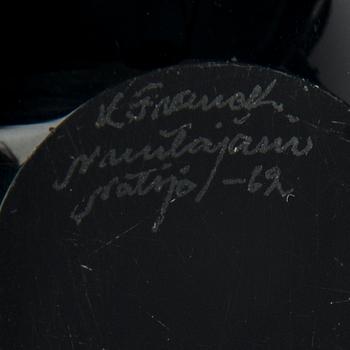 K Franck
Nuutajärvi
Notsjö -62